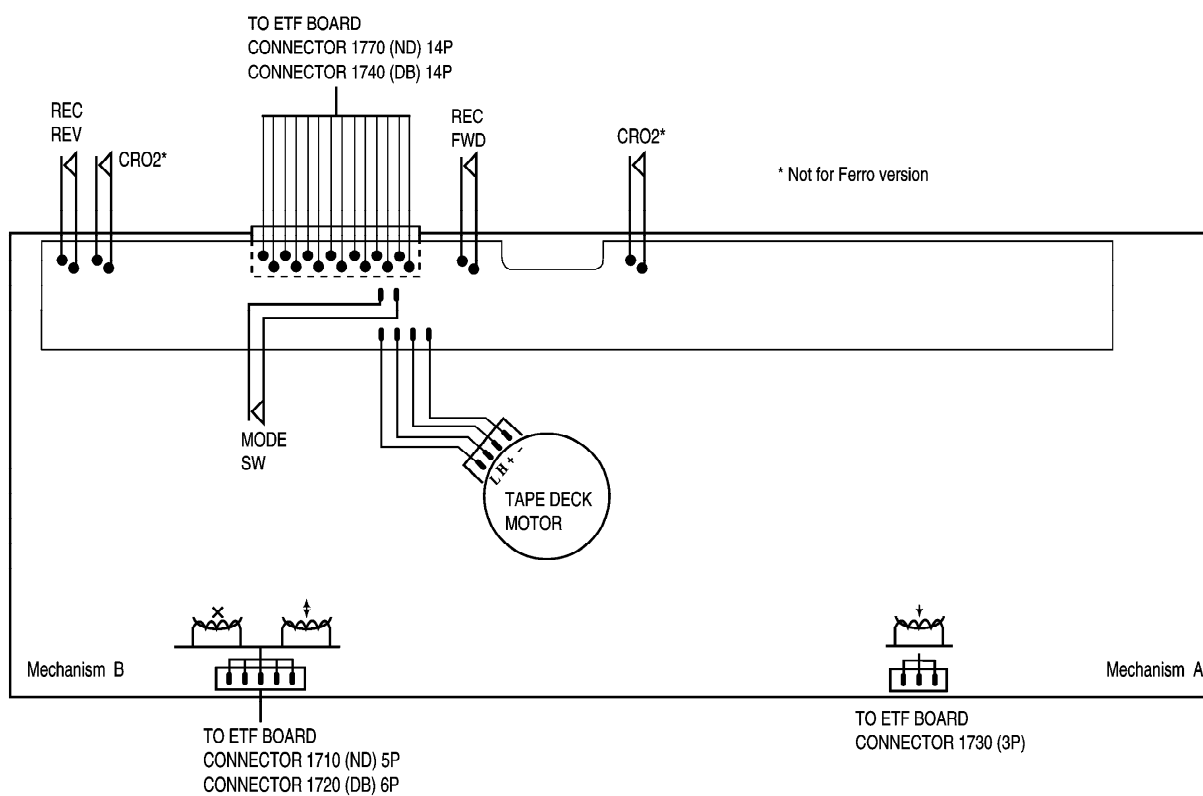 TO ETF BOARD
CONNECTOR 1770 (ND) 14P
CONNECTOR 1740 (DB) 14P
REC
REV
CRO2*
REC
FWD
CRO2*
* Not for Ferro version
MODE
SW
L H + -
TAPE DECK
MOTOR
Mechanism B
Mechanism A
TO ETF BOARD
CONNECTOR 1710 (ND) 5P
CONNECTOR 1720 (DB) 6P
TO ETF BOARD
CONNECTOR 1730 (3P)